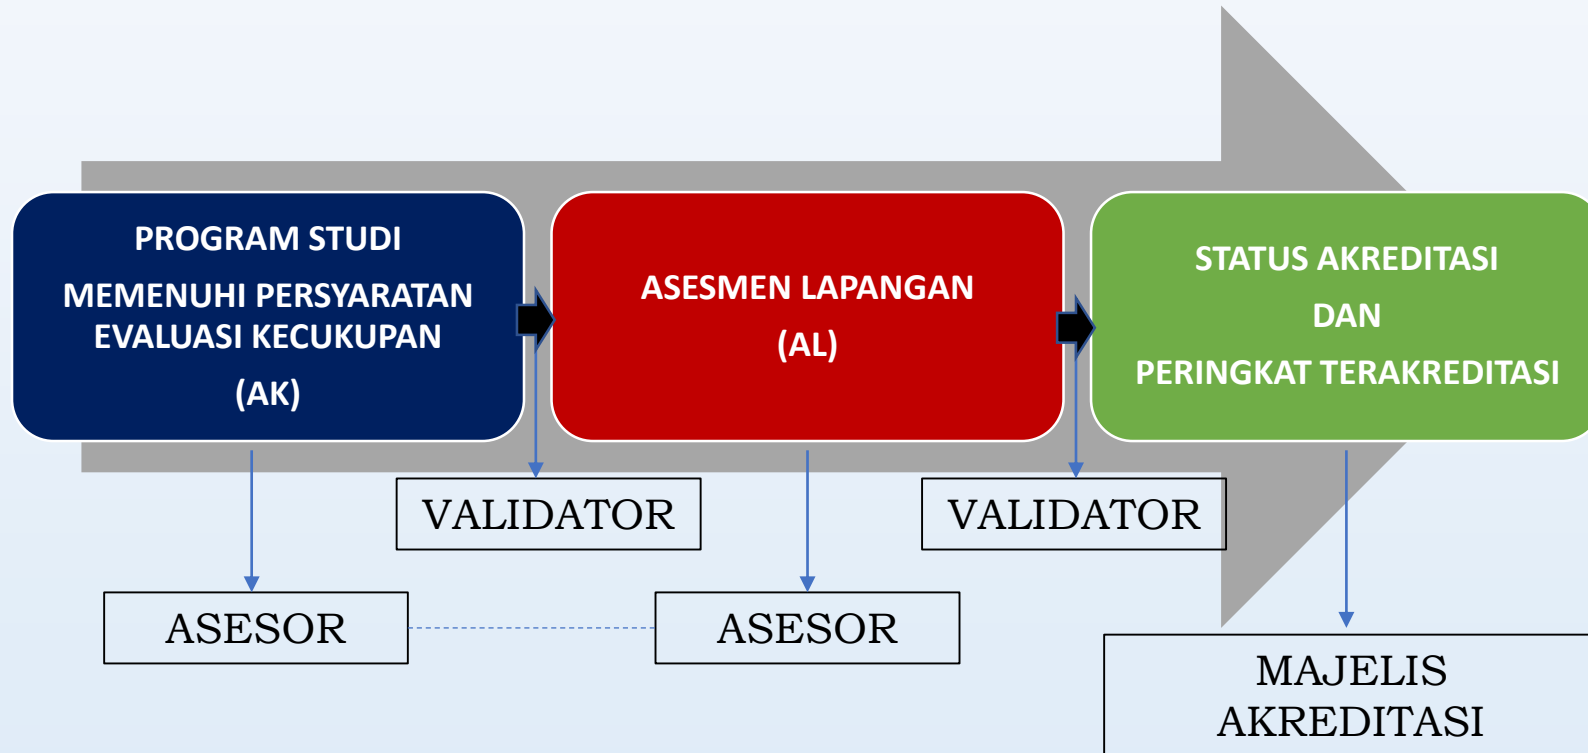 PROGRAM STUDI
MEMENUHI PERSYARATAN
EVALUASI KECUKUPAN
(AK)
ASESMEN LAPANGAN
(AL)
STATUS AKREDITASI
DAN
PERINGKAT TERAKREDITASI
VALIDATOR
VALIDATOR
ASESOR
ASESOR
MAJELIS
AKREDITASI